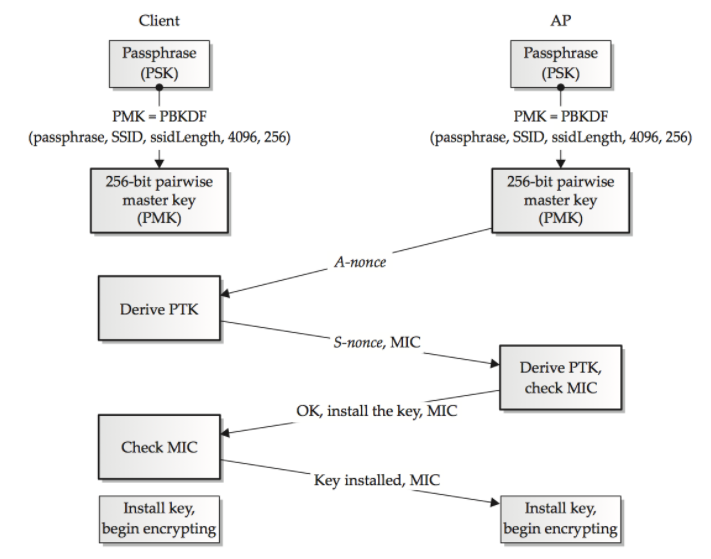 Client
AP
Passphrase
(PSK)
Passphrase
(PSK)
PMK = PBKDF
(passphrase, SSID, ssidLength, 4096, 256)
PMK = PBKDF
(passphrase, SSID, ssidLength, 4096, 256)
256-bit pairwise
master key
(PMK)
256-bit pairwise
master key
(PMK)
A-nonce
Derive PTK
S-nonce, MIC
Derive PTK,
check MIC
OK, install the key, MIC
Check MIC
Key installed, MIC
Install key,
begin encrypting
Install key,
begin encrypting